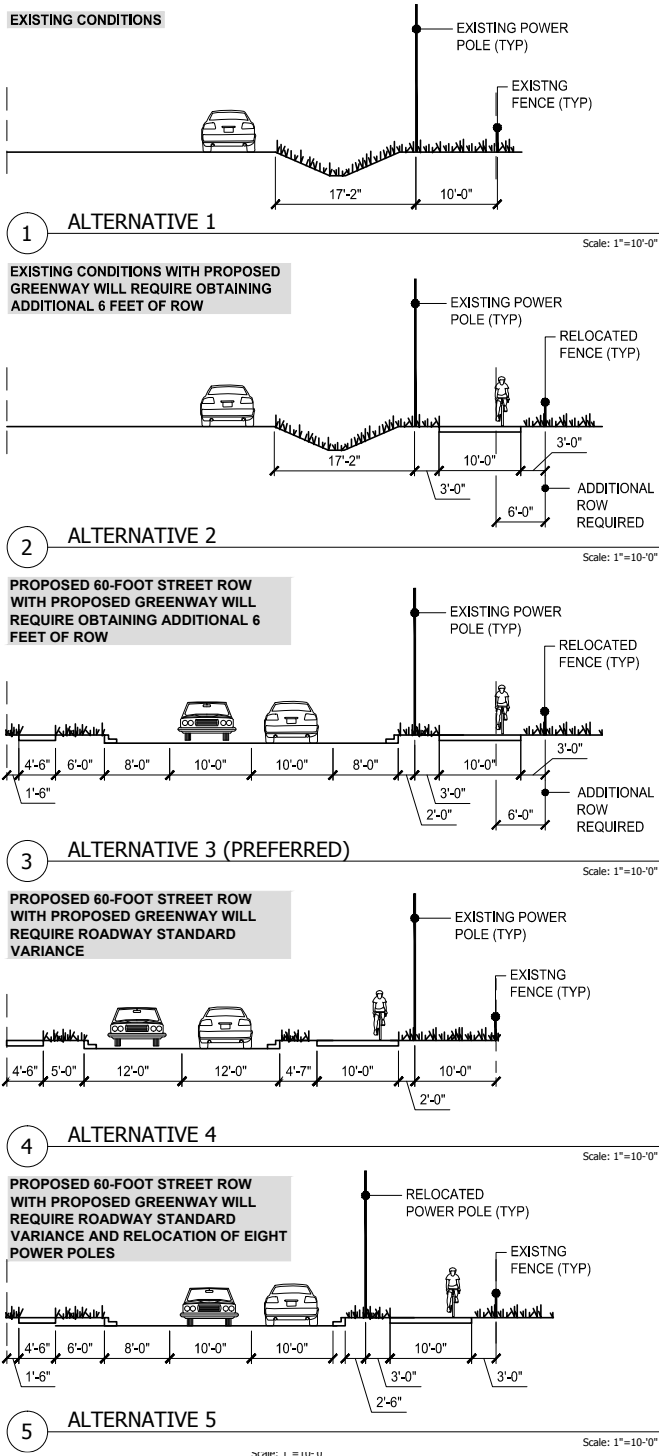 EXISTING CONDITIONS
EXISTING POWER
POLE (TYP)
EXISTNG
FENCE (TYP)
17'-2"
10'-0"
1
ALTERNATIVE 1
Scale: 1"=10'-0"
EXISTING CONDITIONS WITH PROPOSED
GREENWAY WILL REQUIRE OBTAINING
ADDITIONAL 6 FEET OF ROW
EXISTING POWER
POLE (TYP)
RELOCATED
FENCE (TYP)
17'-2"
3'-0"
10'-0"
3'-0"
6'-0"
ADDITIONAL
ROW
REQUIRED
2
ALTERNATIVE 2
Scale: 1"=10-'0"
PROPOSED 60-FOOT STREET ROW
WITH PROPOSED GREENWAY WILL
REQUIRE OBTAINING ADDITIONAL 6
FEET OF ROW
EXISTING POWER
POLE (TYP)
RELOCATED
FENCE (TYP)
4'-6"
6'-0"
8'-0"
10'-0"
10'-0"
8'-0"
10'-0"
3'-0"
1'-6"
2'-0"
3'-0"
6'-0"
ADDITIONAL
ROW
REQUIRED
3
ALTERNATIVE 3 (PREFERRED)
Scale: 1"=10-'0"
PROPOSED 60-FOOT STREET ROW
WITH PROPOSED GREENWAY WILL
REQUIRE ROADWAY STANDARD
VARIANCE
EXISTING POWER
POLE (TYP)
EXISTNG
FENCE (TYP)
4'-6"
5'-0"
12'-0"
12'-0"
4'-7"
10'-0"
10'-0"
2'-0"
4
ALTERNATIVE 4
Scale: 1"=10-'0"
PROPOSED 60-FOOT STREET ROW
WITH PROPOSED GREENWAY WILL
REQUIRE ROADWAY STANDARD
VARIANCE AND RELOCATION OF EIGHT
POWER POLES
RELOCATED
POWER POLE (TYP)
EXISTNG
FENCE (TYP)
4'-6"
6'-0"
8'-0"
10'-0"
10'-0"
10'-0"
1'-6"
3'-0"
3'-0"
2'-6"
5
ALTERNATIVE 5
Scale: 1"=10-'0"